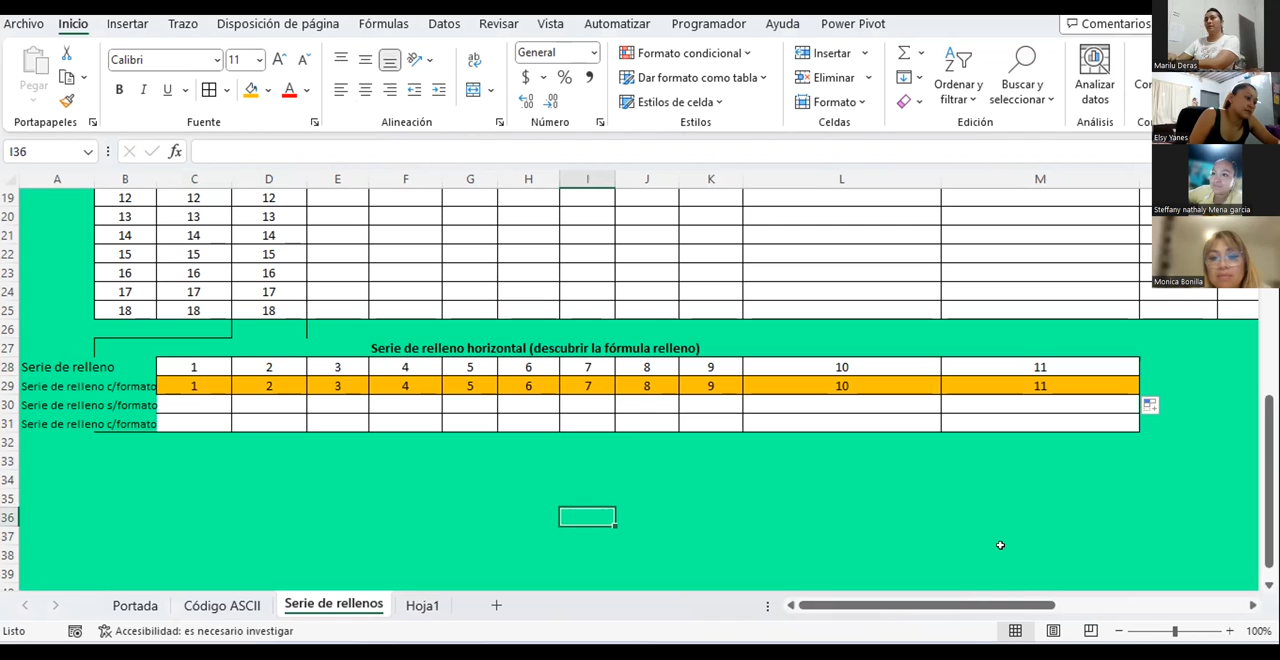 Archivo Inicio Insertar Trazo Disposición de página Fórmulas Datos Revisar Vista Automatizar Programador Ayuda Power Pivot Comentarios
Pegar
Calibri 11
N K S
General
$ % 
Formato condicional
Dar formato como tabla
Estilos de celda
Insertar
Eliminar
Formato
Ordenar y filtrar
Buscar y seleccionar
Analizar datos
Portapapeles Fuente Alineación Número Estilos Celdas Edición Análisis
Marilu Deras
Elsy Yanes
Steffany nathaly Mena garcia
Monica Bonilla
I36 fx
A B C D E F G H I J K L M
19 12 12 12
20 13 13 13
21 14 14 14
22 15 15 15
23 16 16 16
24 17 17 17
25 18 18 18
26
27 Serie de relleno horizontal (descubrir la fórmula relleno)
28 Serie de relleno 1 2 3 4 5 6 7 8 9 10 11
29 Serie de relleno c/formato 1 2 3 4 5 6 7 8 9 10 11
30 Serie de relleno s/formato
31 Serie de relleno c/formato
32
33
34
35
36
37
38
39
Portada Código ASCII Serie de rellenos Hoja1
Listo Accesibilidad: es necesario investigar 100%